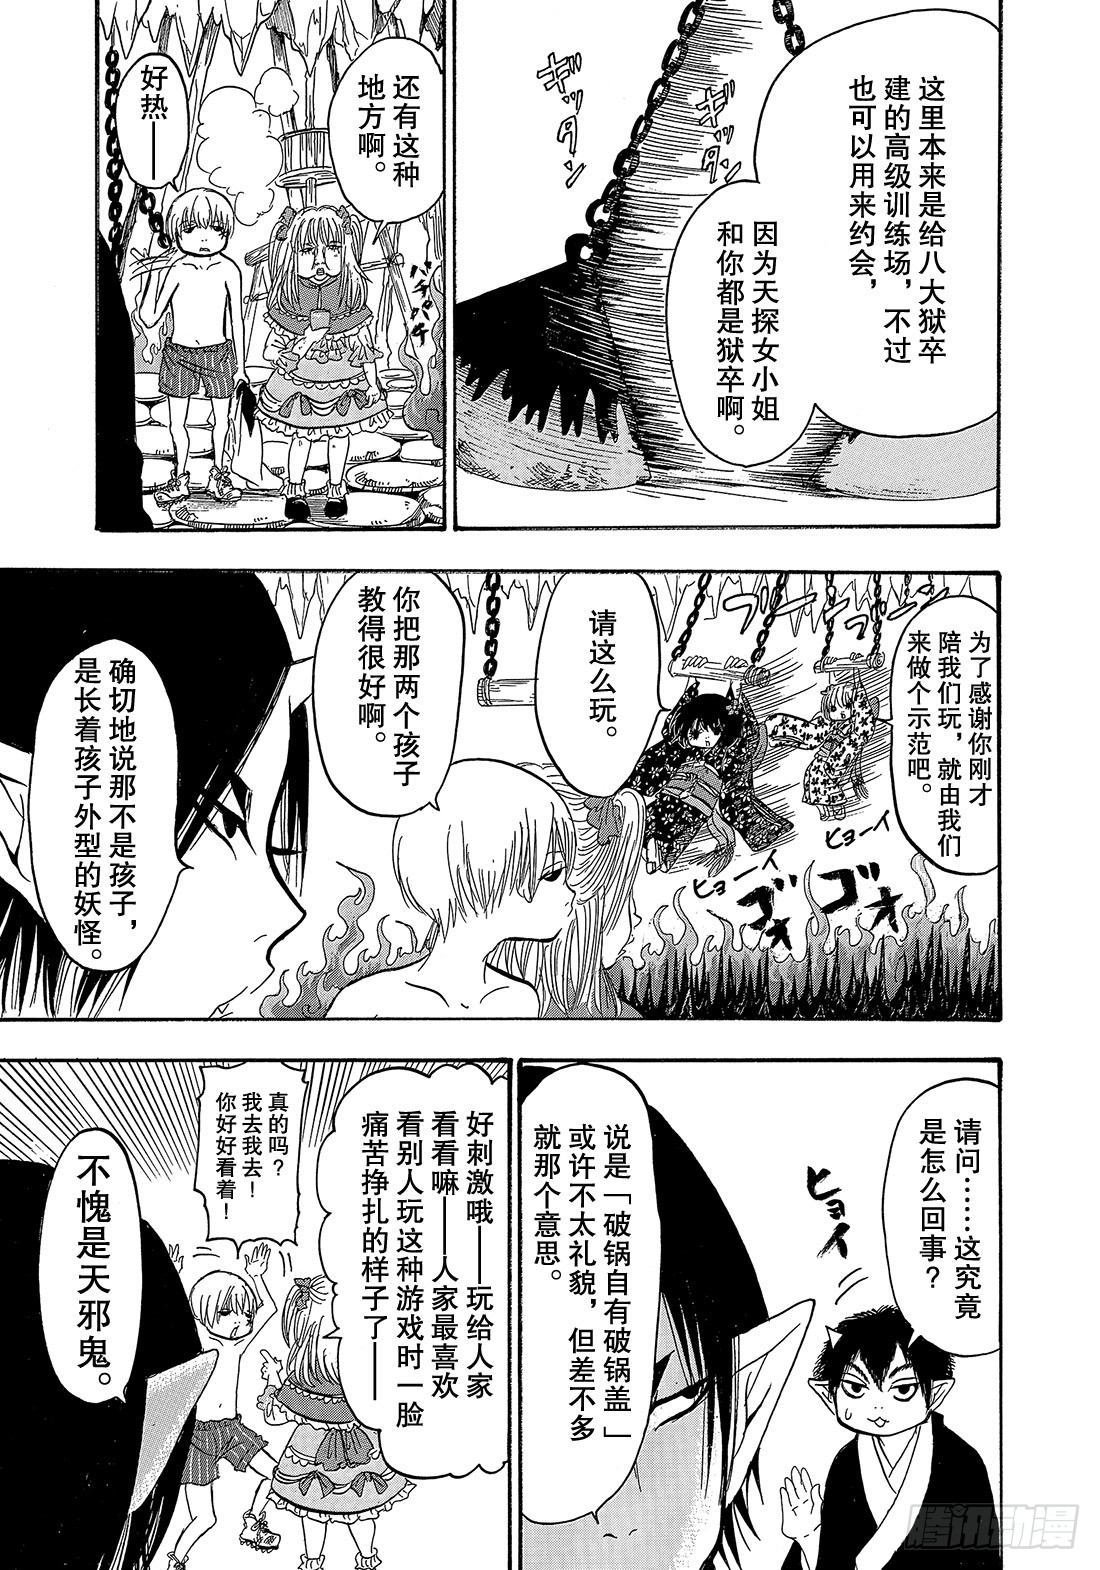 这里本来是给八大狱卒
建的高级训练场，不过
也可以用来约会，
因为天探女小姐
和你都是狱卒啊。
ギッタン
ギッタン
还有这种
地方啊。
好热——
パチパチ
为了感谢你刚才
陪我们玩，就由我们
来做个示范吧。
ブーン
ブーン
请这么玩。
ヒョーイ
ヒョーイ
ゴォ
ゴォ
你把那两个孩子
教得很好啊。
确切地说那不是孩子，
是长着孩子外型的妖怪。
请问……这究竟
是怎么回事？
ヒョイ
说是「破锅自有破锅盖」
或许不太礼貌，但差不多
就那个意思。
好刺激哦——玩给人家
看看嘛——人家最喜欢
看别人玩这种游戏时一脸
痛苦挣扎的样子了——
真的吗？
我去我去！
你好好看着！
不愧是天邪鬼。
腾讯动漫